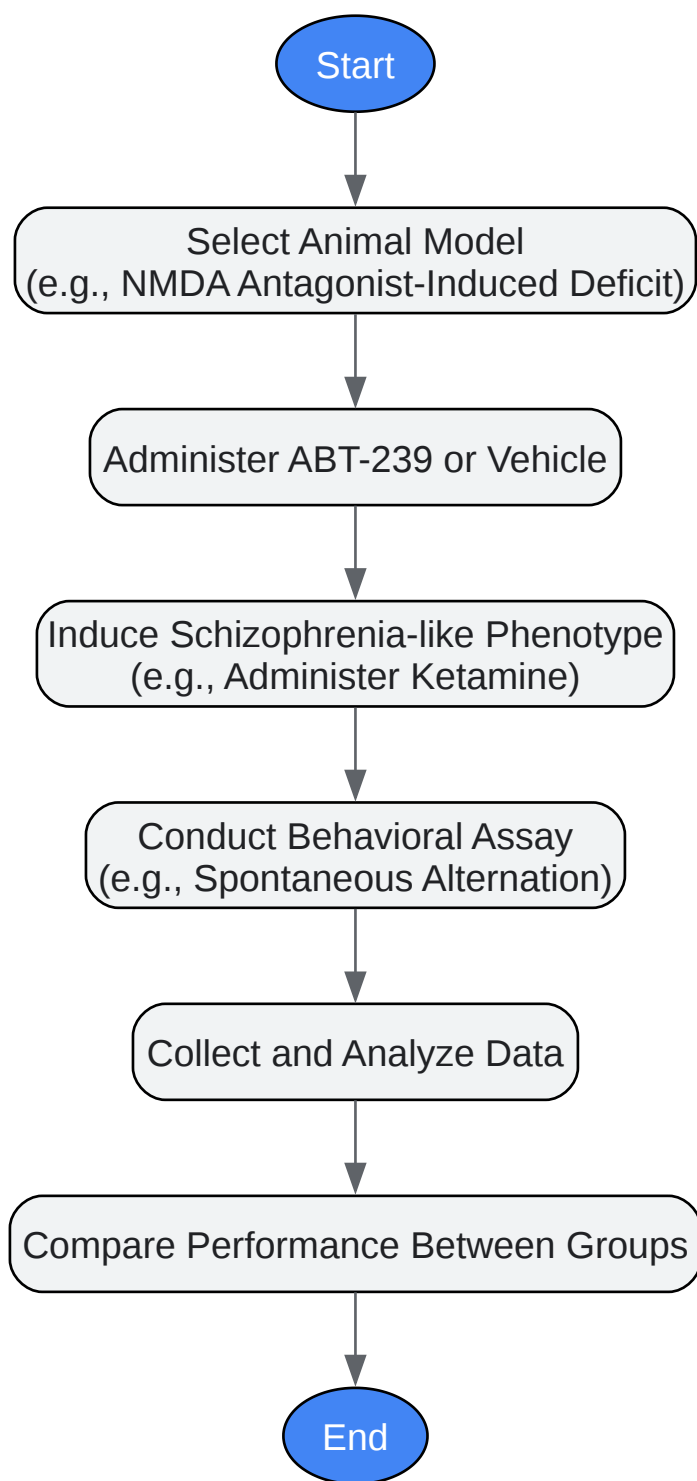 Start
Select Animal Model
(e.g., NMDA Antagonist-Induced Deficit)
Administer ABT-239 or Vehicle
Induce Schizophrenia-like Phenotype
(e.g., Administer Ketamine)
Conduct Behavioral Assay
(e.g., Spontaneous Alternation)
Collect and Analyze Data
Compare Performance Between Groups
End